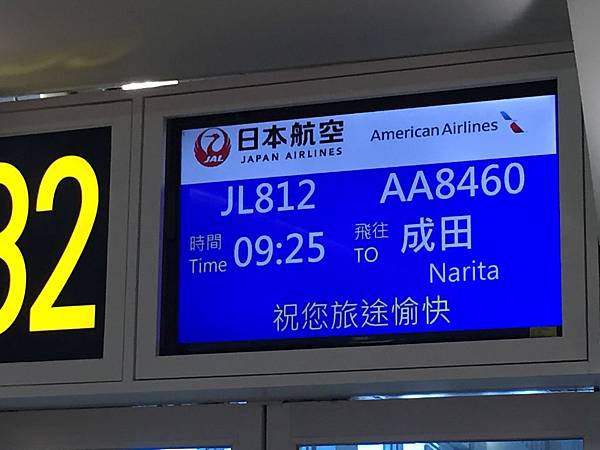 32
JAL 日本航空 American Airlines
JAPAN AIRLINES
JL812 AA8460
時間 09:25 飛往 成田
Time TO Narita
祝您旅途愉快